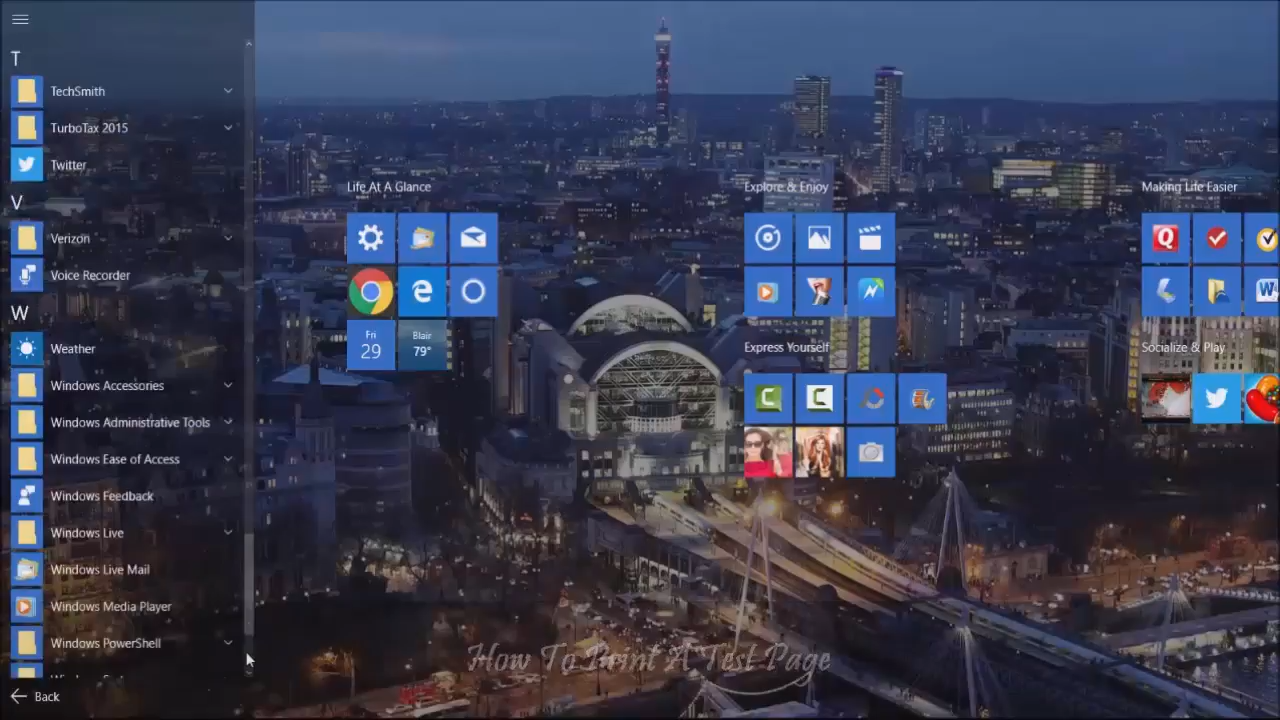 T
TechSmith
TurboTax 2015
Twitter
V
Verizon
Voice Recorder
W
Weather
Windows Accessories
Windows Administrative Tools
Windows Ease of Access
Windows Feedback
Windows Live
Windows Live Mail
Windows Media Player
Windows PowerShell
Back
Life At A Glance
Fri
29
Blair
79°
Explore & Enjoy
Express Yourself
Making Life Easier
Socialize & Play
How To Print A Test Page